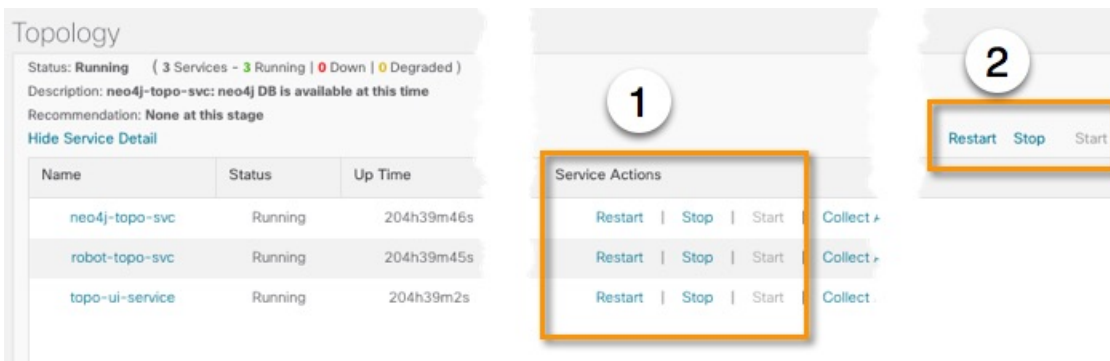 Topology
Status: Running ( 3 Services - 3 Running | 0 Down | 0 Degraded )
Description: neo4j-topo-svc: neo4j DB is available at this time
Recommendation: None at this stage
Hide Service Detail
1
2
Restart Stop Start
Name Status Up Time Service Actions
neo4j-topo-svc Running 204h39m46s Restart | Stop | Start | Collect
robot-topo-svc Running 204h39m45s Restart | Stop | Start | Collect
topo-ui-service Running 204h39m2s Restart | Stop | Start | Collect